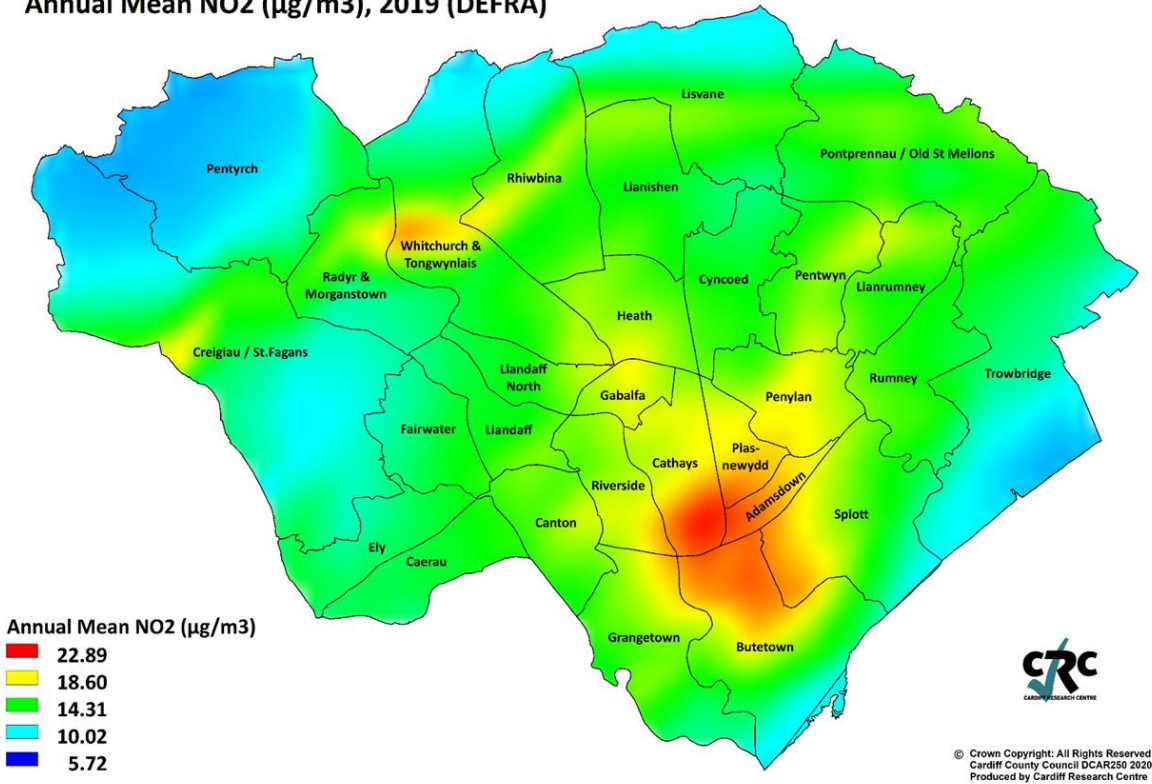 Annual Mean NO2 (µg/m3), 2019 (DEFRA)
Lisvane
Pontprennau / Old St Mellons
Pentyrch
Rhiwbina
Llanishen
Whitchurch &
Tongwynlais
Radyr &
Morganstown
Cyncoed
Pentwyn
Llanrumney
Heath
Creigiau / St.Fagans
Llandaff
North
Rumney
Trowbridge
Gabalfa
Penylan
Fairwater
Llandaff
Cathays
Plas-
newydd
Riverside
Adamsdown
Canton
Splott
Ely
Caerau
Grangetown
Butetown
Annual Mean NO2 (µg/m3)
22.89
18.60
14.31
10.02
5.72
CRC
CARDIFF RESEARCH CENTRE
© Crown Copyright: All Rights Reserved
Cardiff County Council DCAR250 2020
Produced by Cardiff Research Centre